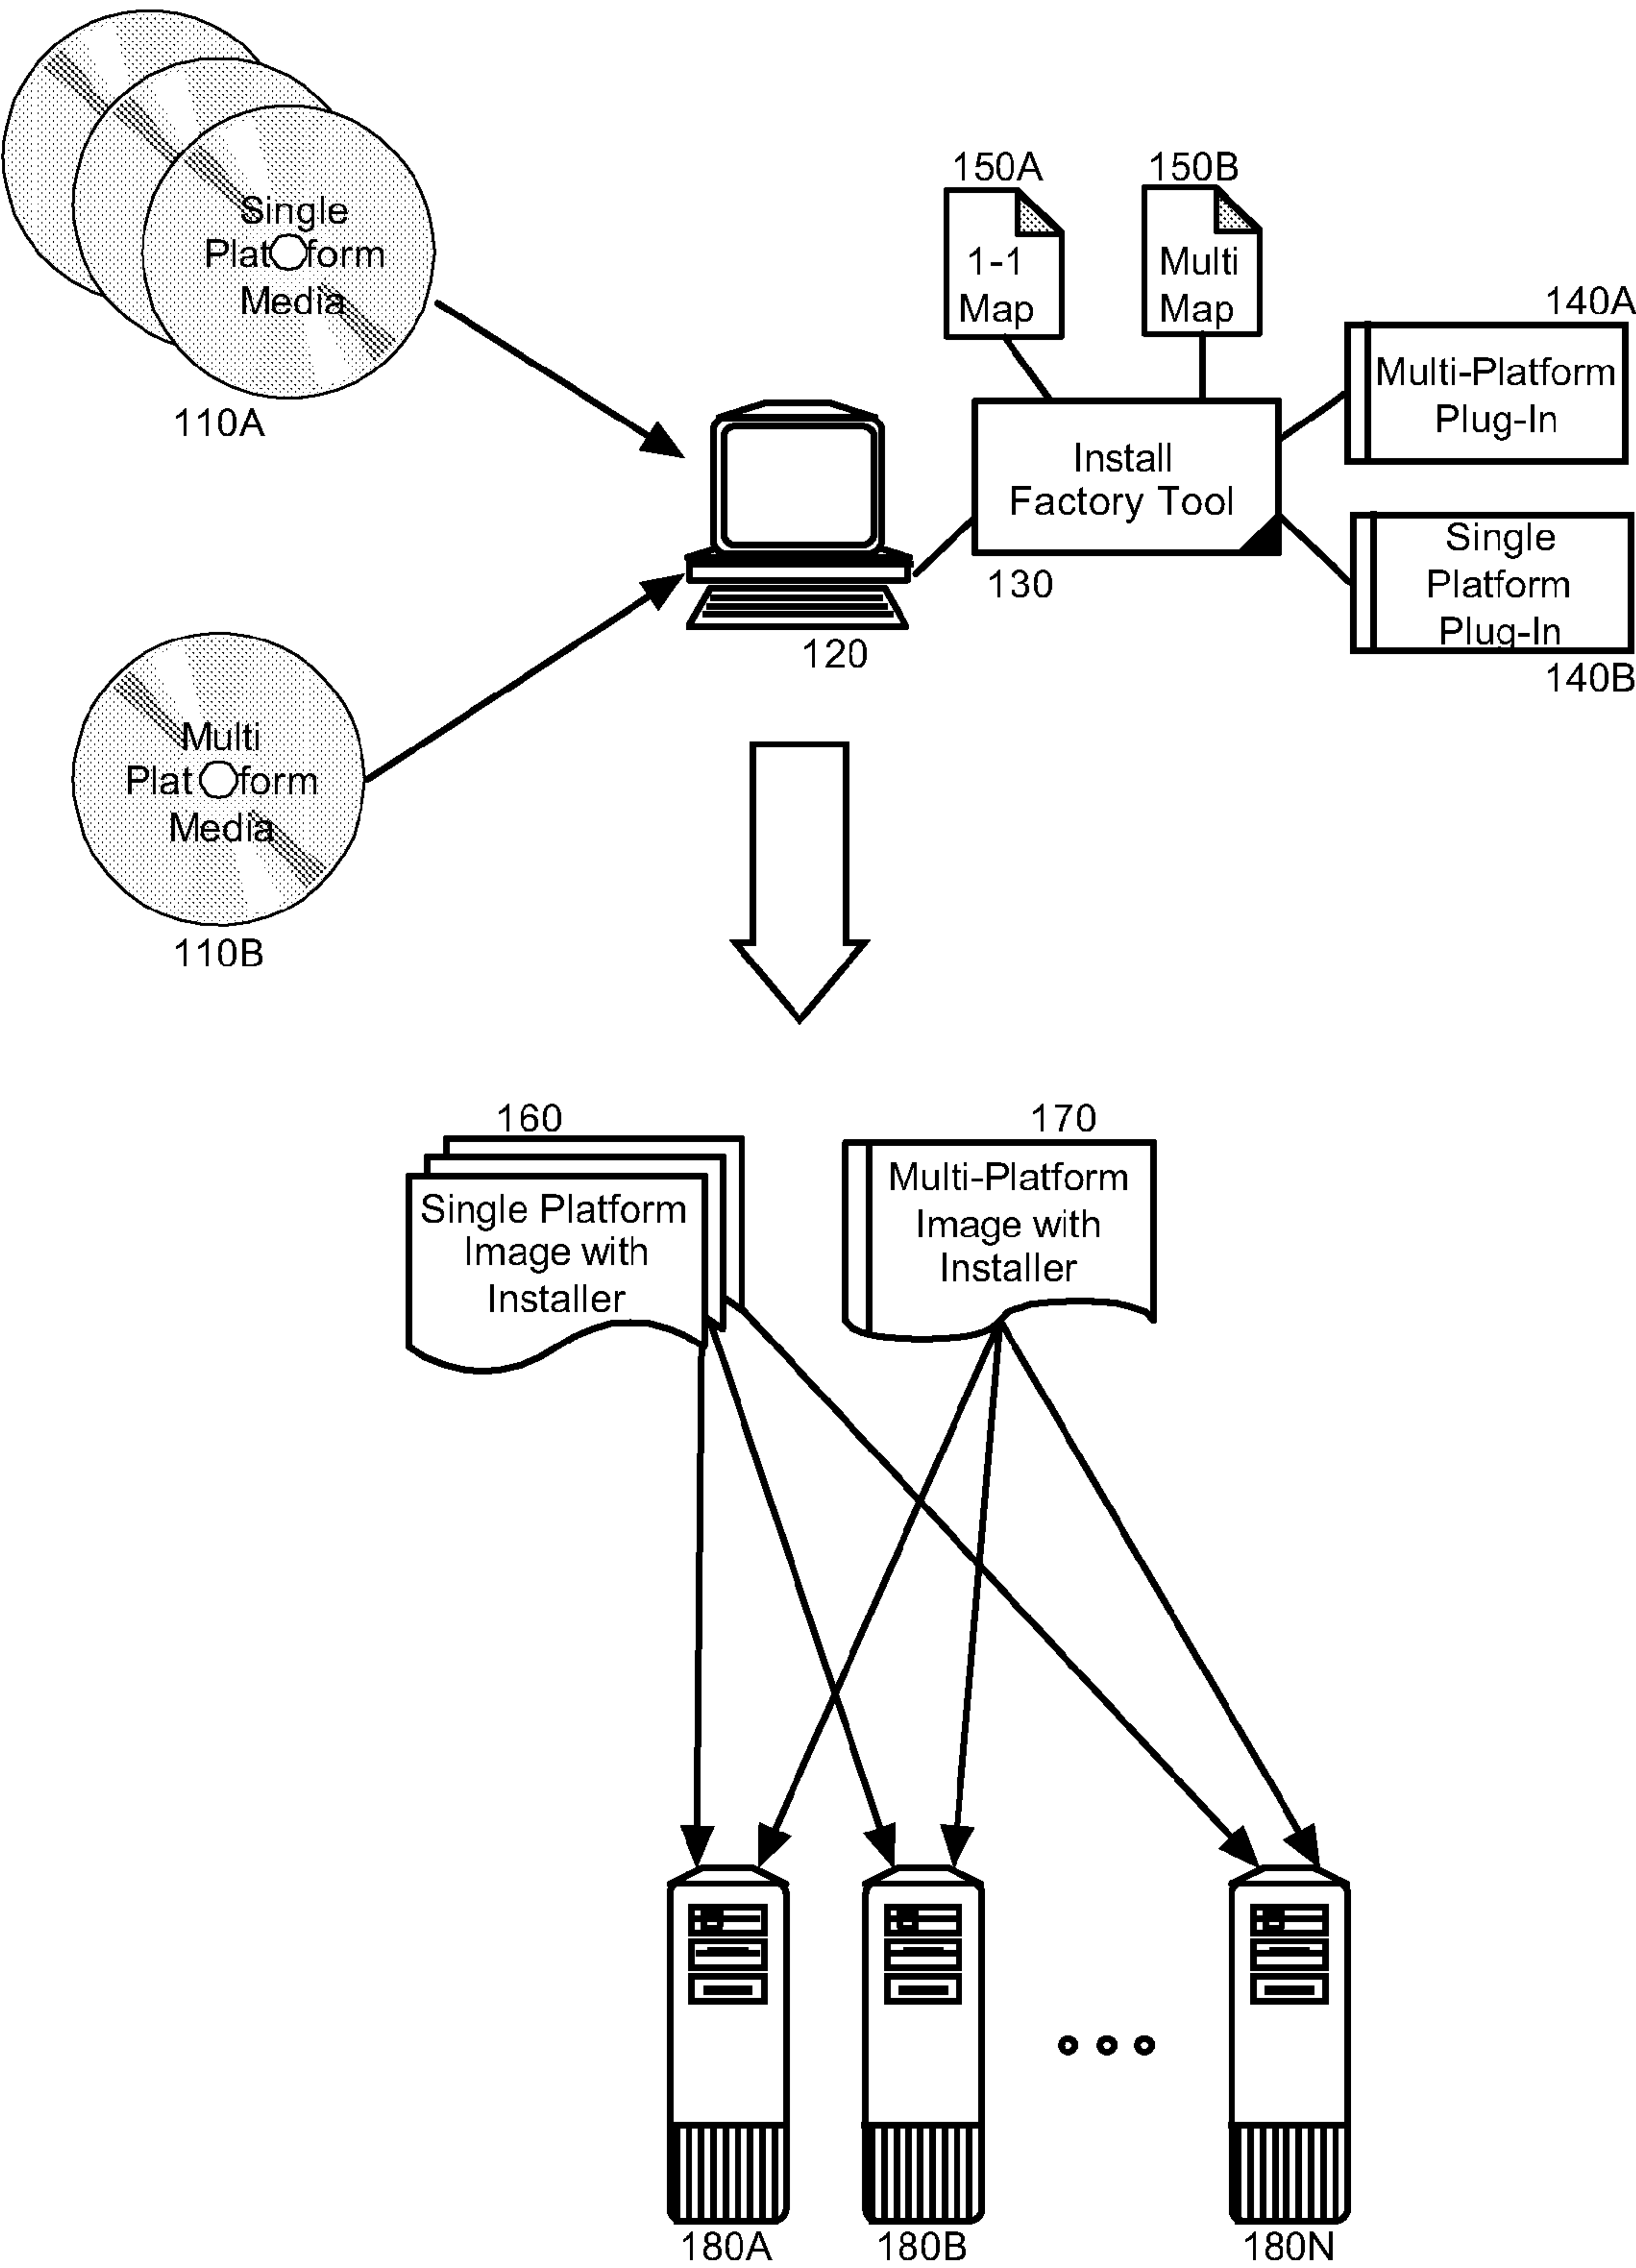 Single
Platform
Media
110A
150A
1-1
Map
150B
Multi
Map
140A
Multi-Platform
Plug-In
Install
Factory Tool
130
Single
Platform
Plug-In
140B
120
Multi
Platform
Media
110B
160
Single Platform
Image with
Installer
170
Multi-Platform
Image with
Installer
180A
180B
180N